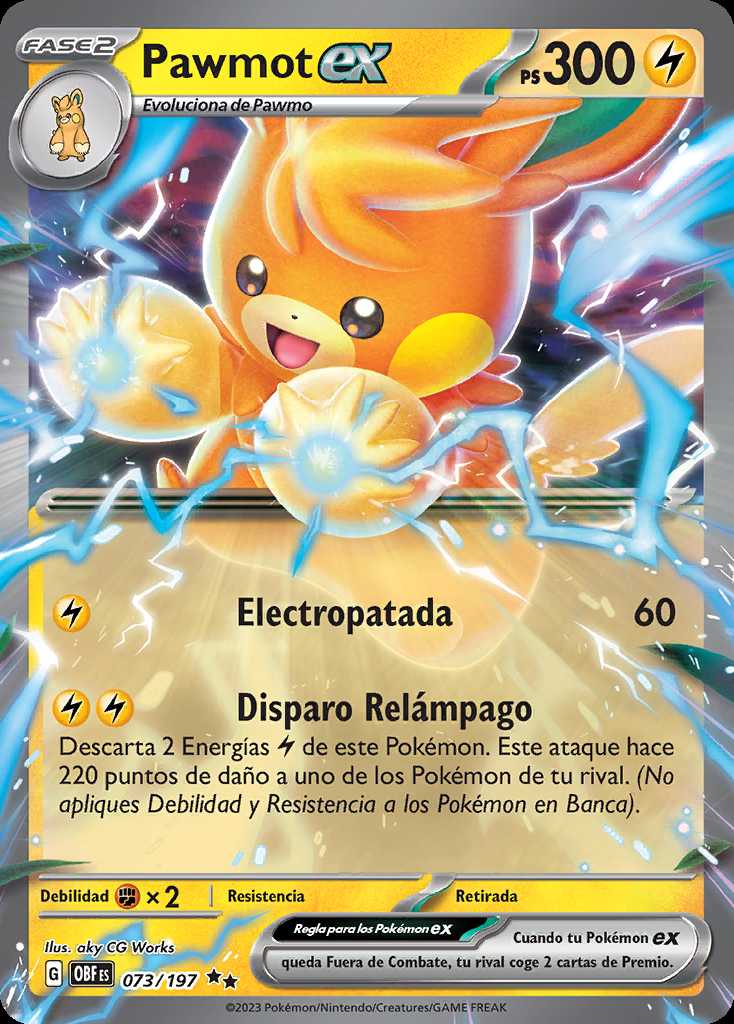 FASE 2
Pawmot ex
PS 300
Evoluciona de Pawmo
Electropatada 60
Disparo Relámpago
Descarta 2 Energías de este Pokémon. Este ataque hace
220 puntos de daño a uno de los Pokémon de tu rival. (No
apliques Debilidad y Resistencia a los Pokémon en Banca).
Debilidad × 2 Resistencia Retirada
Ilus. aky CG Works
Regla para los Pokémon ex
Cuando tu Pokémon ex
queda Fuera de Combate, tu rival coge 2 cartas de Premio.
G OBF ES 073/197
©2023 Pokémon/Nintendo/Creatures/GAME FREAK